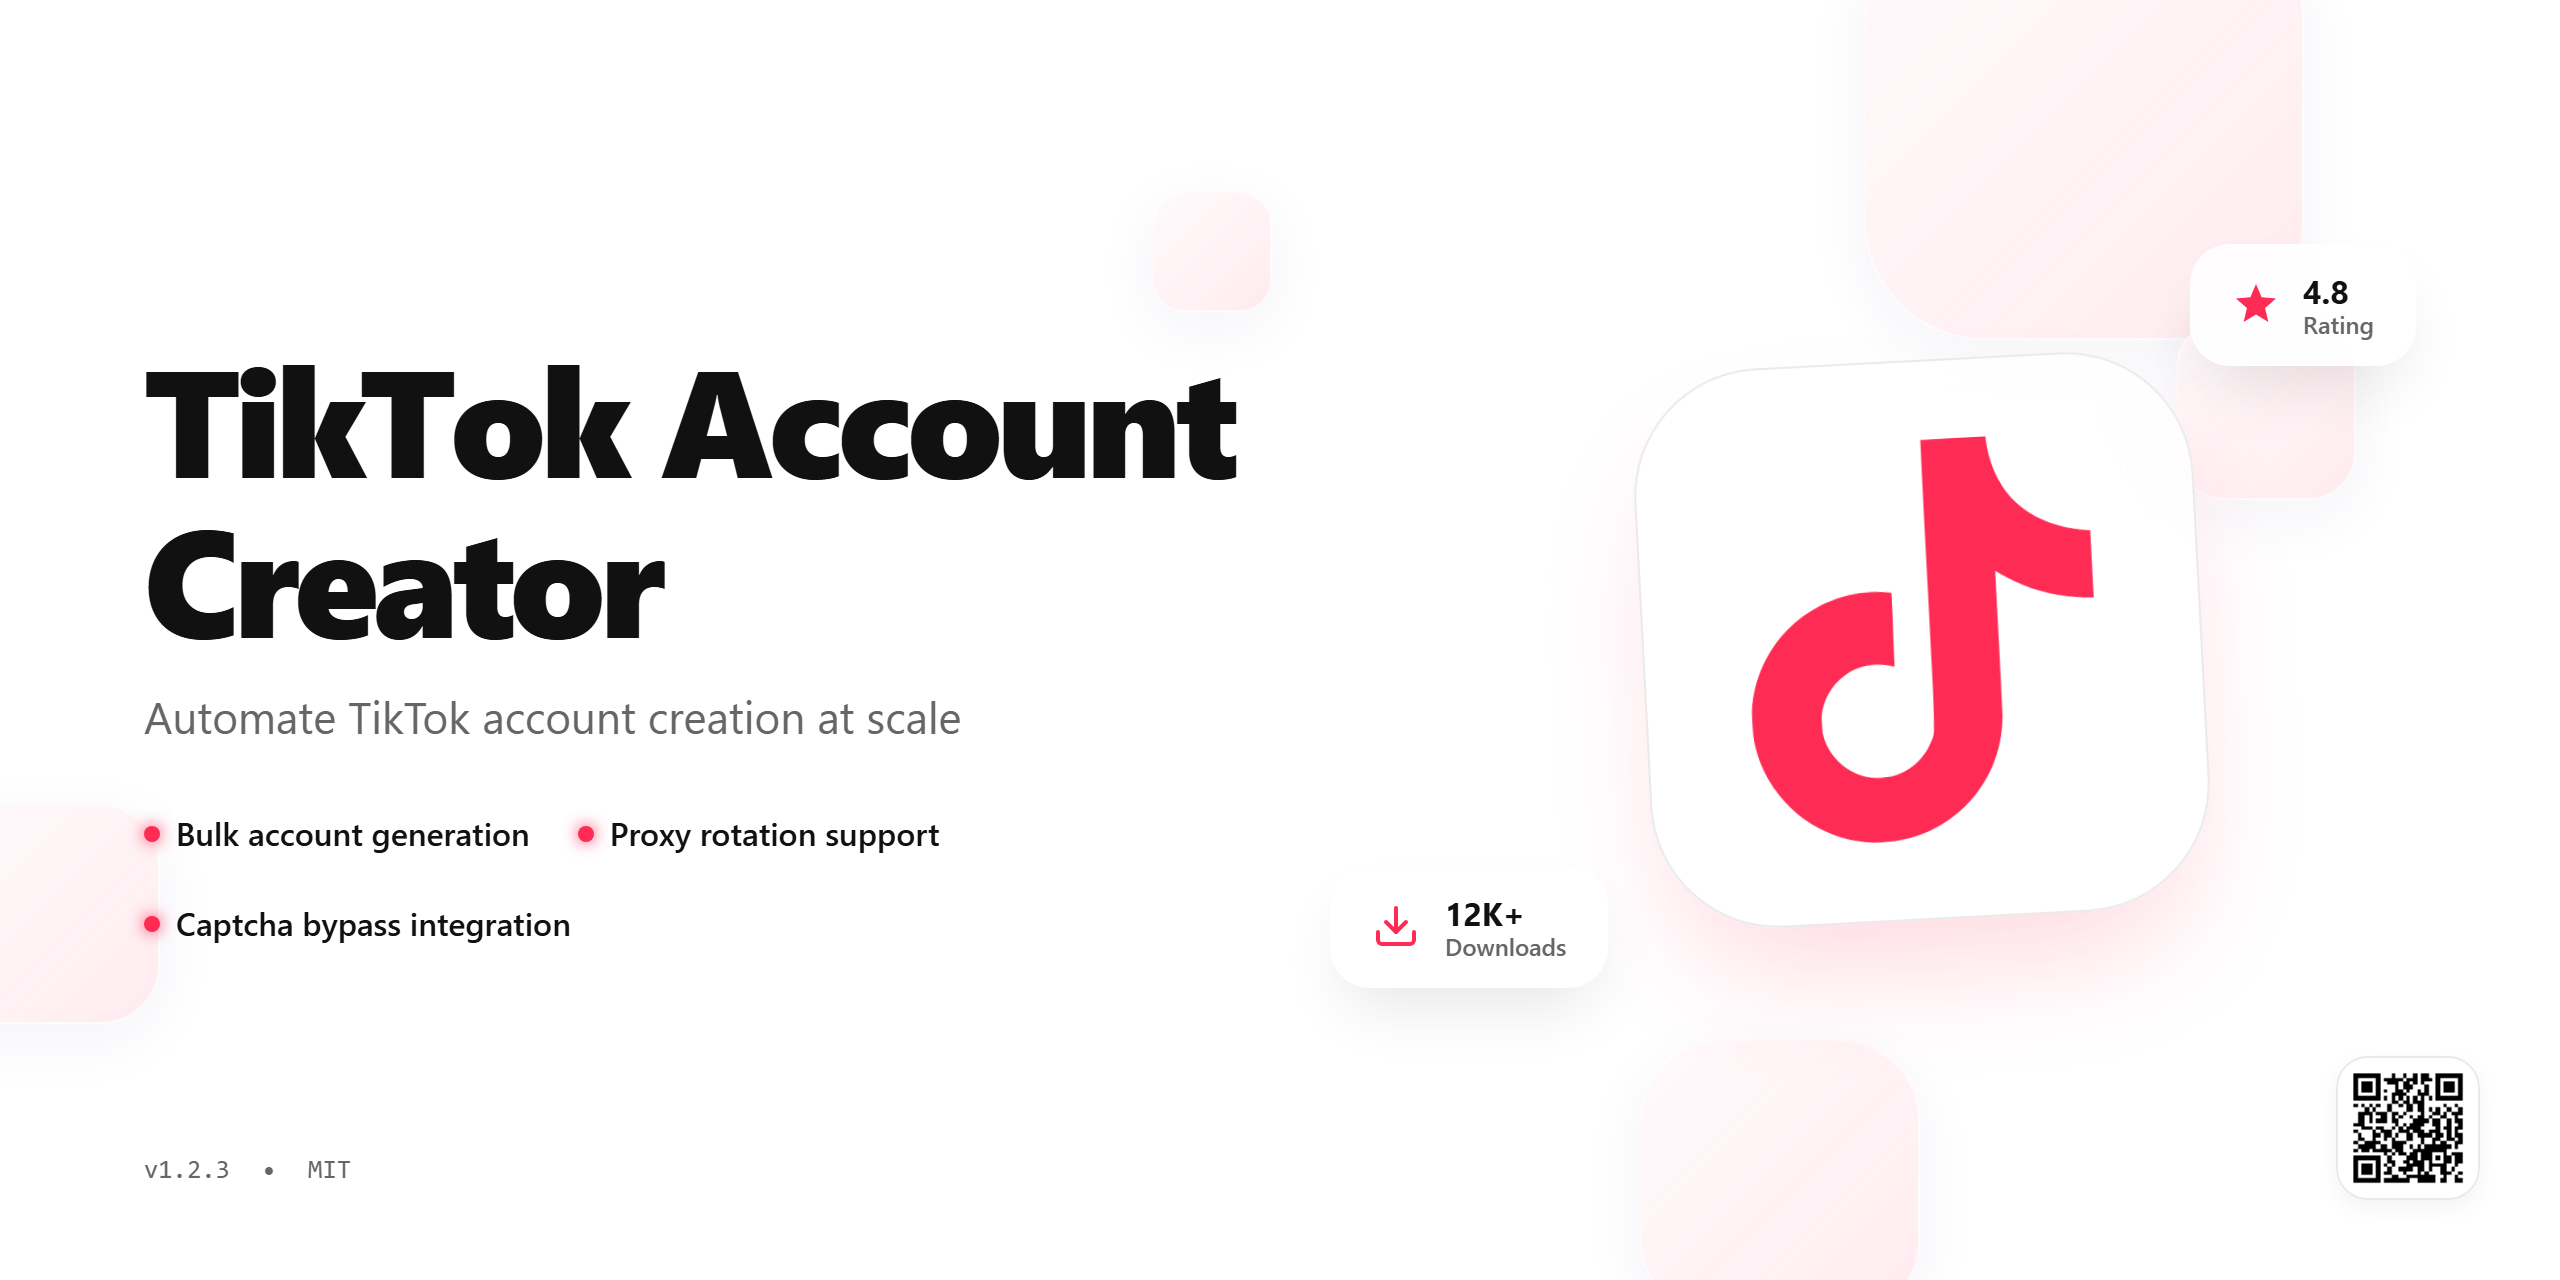 TikTok Account
Creator
Automate TikTok account creation at scale
Bulk account generation
Proxy rotation support
Captcha bypass integration
4.8
Rating
12K+
Downloads
v1.2.3 • MIT